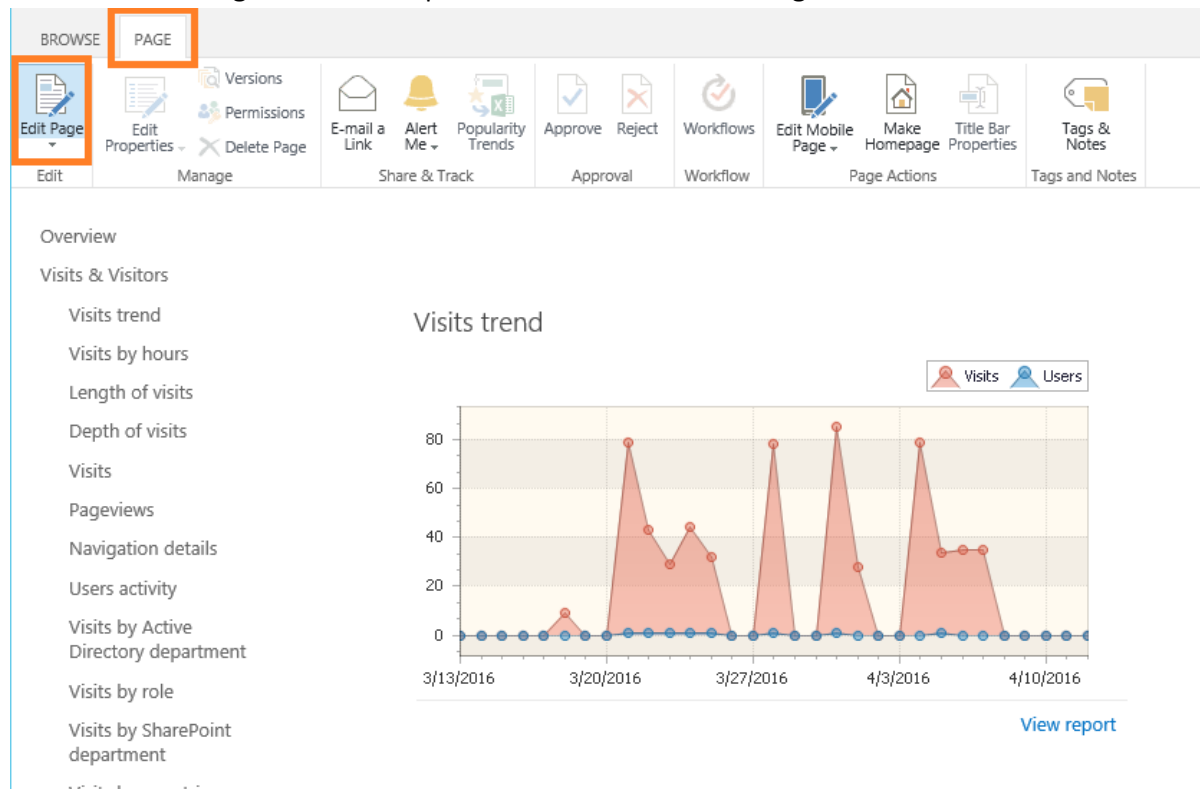 BROWSE PAGE
Versions
Permissions
Delete Page
Edit Page
Edit
Properties
E-mail a
Link
Alert
Me
Popularity
Trends
Approve
Reject
Workflows
Edit Mobile
Page
Make
Homepage
Title Bar
Properties
Tags &
Notes
Edit
Manage
Share & Track
Approval
Workflow
Page Actions
Tags and Notes
Overview
Visits & Visitors
Visits trend
Visits by hours
Length of visits
Depth of visits
Visits
Pageviews
Navigation details
Users activity
Visits by Active
Directory department
Visits by role
Visits by SharePoint
department
Visits trend
Visits Users
80
60
40
20
0
3/13/2016 3/20/2016 3/27/2016 4/3/2016 4/10/2016
View report